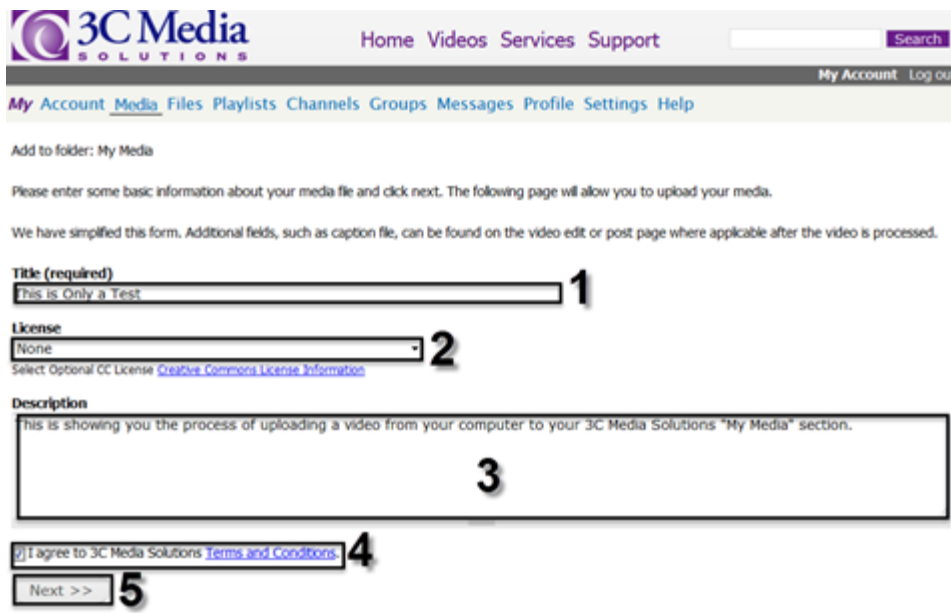 3C Media
SOLUTIONS
Home Videos Services Support
Search
My Account Log ou
My Account Media Files Playlists Channels Groups Messages Profile Settings Help
Add to folder: My Media
Please enter some basic information about your media file and click next. The following page will allow you to upload your media.
We have simplified this form. Additional fields, such as caption file, can be found on the video edit or post page where applicable after the video is processed.
Title (required)
This is Only a Test
1
License
None
2
Select Optional CC License Creative Commons License Information
Description
This is showing you the process of uploading a video from your computer to your 3C Media Solutions "My Media" section.
3
I agree to 3C Media Solutions Terms and Conditions.
4
Next >>
5